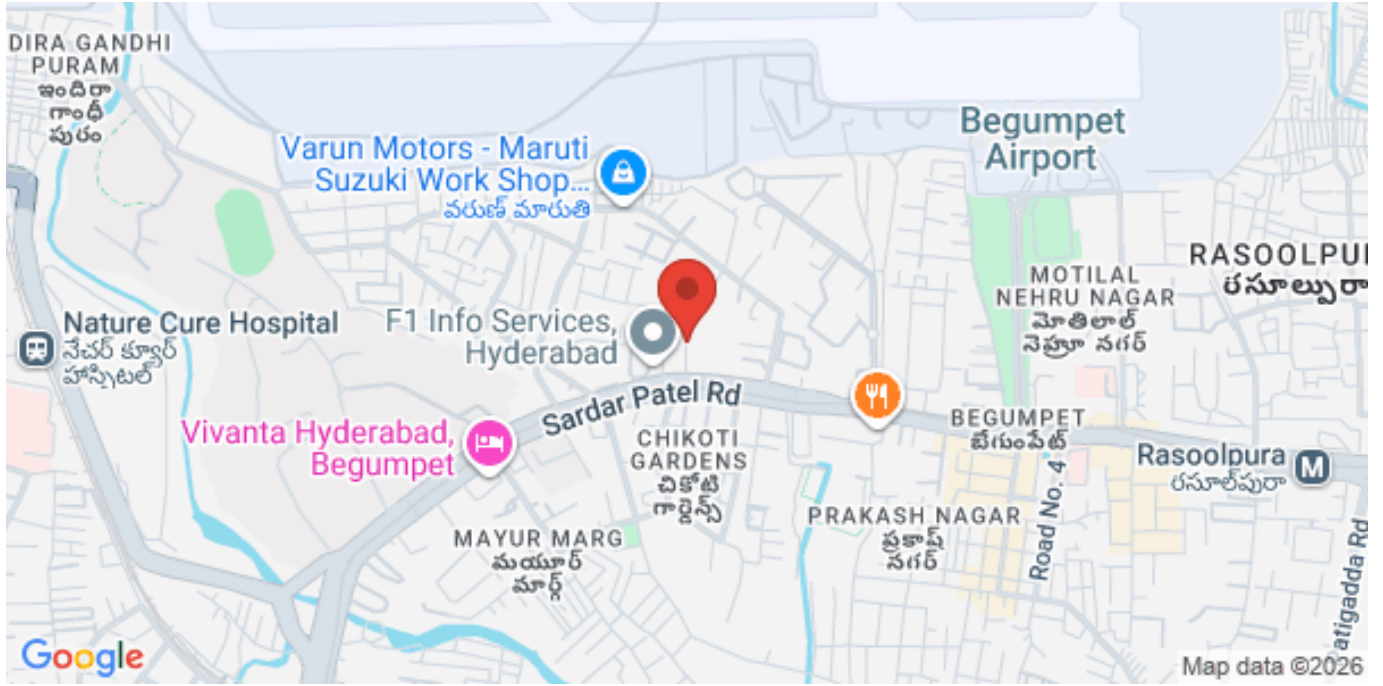 DIRA GANDHI
PURAM
ఇందిరా
గాంధీ
పురం
Begumpet
Airport
Varun Motors - Maruti
Suzuki Work Shop...
వరుణ్ మారుతి
RASOOLPU
రసూల్పురా
MOTILAL
NEHRU NAGAR
మోతిలాల్
నెహ్రూ నగర్
Nature Cure Hospital
నేచర్ క్యూర్
హాస్పిటల్
F1 Info Services,
Hyderabad
Sardar Patel Rd
Vivanta Hyderabad,
Begumpet
CHIKOTI
GARDENS
చికోటి
గార్డెన్స్
BEGUMPET
బేగంపేట్
Rasoolpura
రసూల్‌పురా
M
MAYUR MARG
మయూర్
మార్గ్
PRAKASH NAGAR
ప్రకాష్
నగర్
Road No. 4
atigadda Rd
Google
Map data ©2026